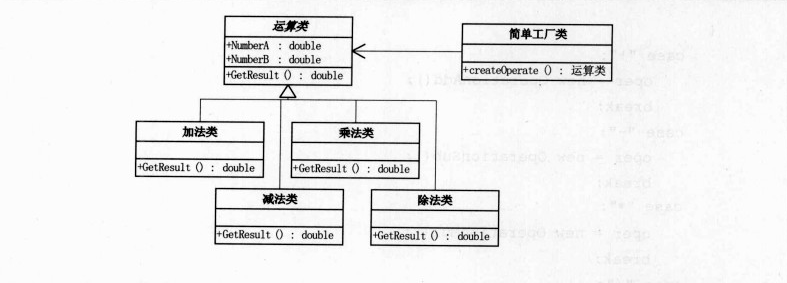 运算类
+NumberA : double
+NumberB : double
+GetResult () : double
简单工厂类
+createOperate () : 运算类
加法类
+GetResult () : double
乘法类
+GetResult () : double
减法类
+GetResult () : double
除法类
+GetResult () : double